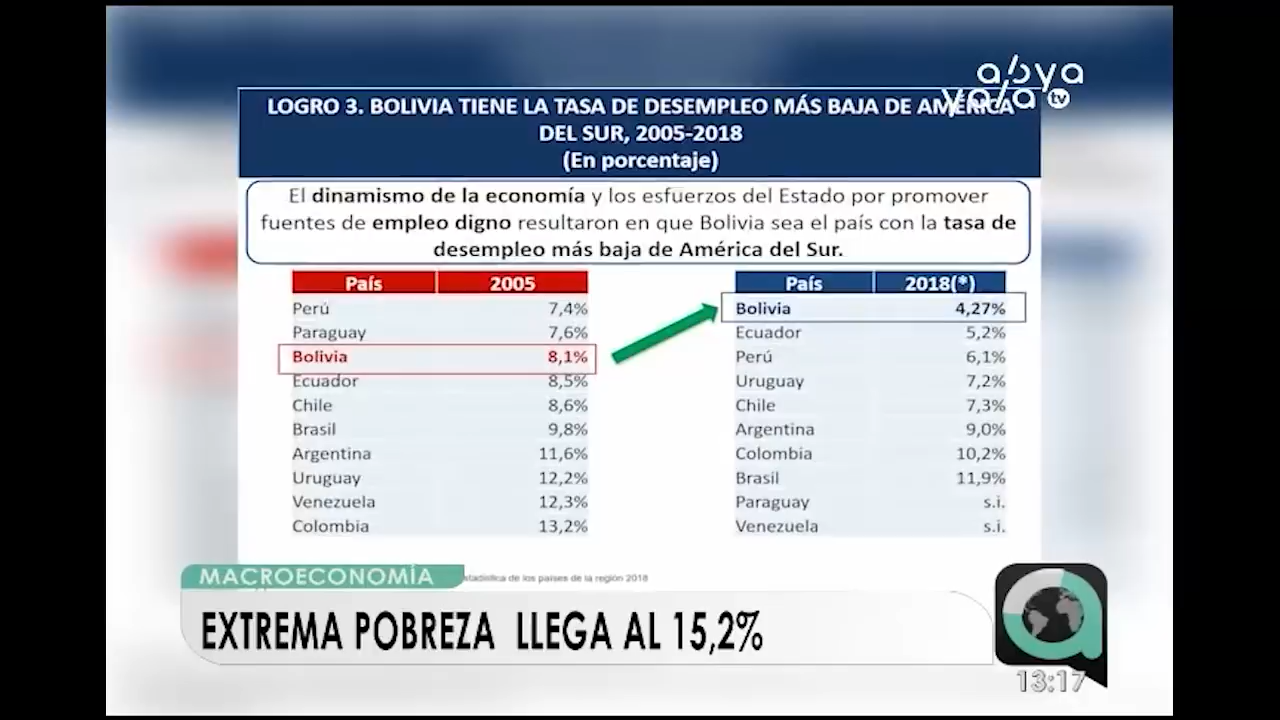 abya
yala tv
LOGRO 3. BOLIVIA TIENE LA TASA DE DESEMPLEO MÁS BAJA DE AMÉRICA
DEL SUR, 2005-2018
(En porcentaje)
El dinamismo de la economía y los esfuerzos del Estado por promover
fuentes de empleo digno resultaron en que Bolivia sea el país con la tasa de
desempleo más baja de América del Sur.
País 2005
Perú 7,4%
Paraguay 7,6%
Bolivia 8,1%
Ecuador 8,5%
Chile 8,6%
Brasil 9,8%
Argentina 11,6%
Uruguay 12,2%
Venezuela 12,3%
Colombia 13,2%
País 2018(*)
Bolivia 4,27%
Ecuador 5,2%
Perú 6,1%
Uruguay 7,2%
Chile 7,3%
Argentina 9,0%
Colombia 10,2%
Brasil 11,9%
Paraguay s.i.
Venezuela s.i.
de los países de la región 2018
MACROECONOMÍA
EXTREMA POBREZA LLEGA AL 15,2%
13:17